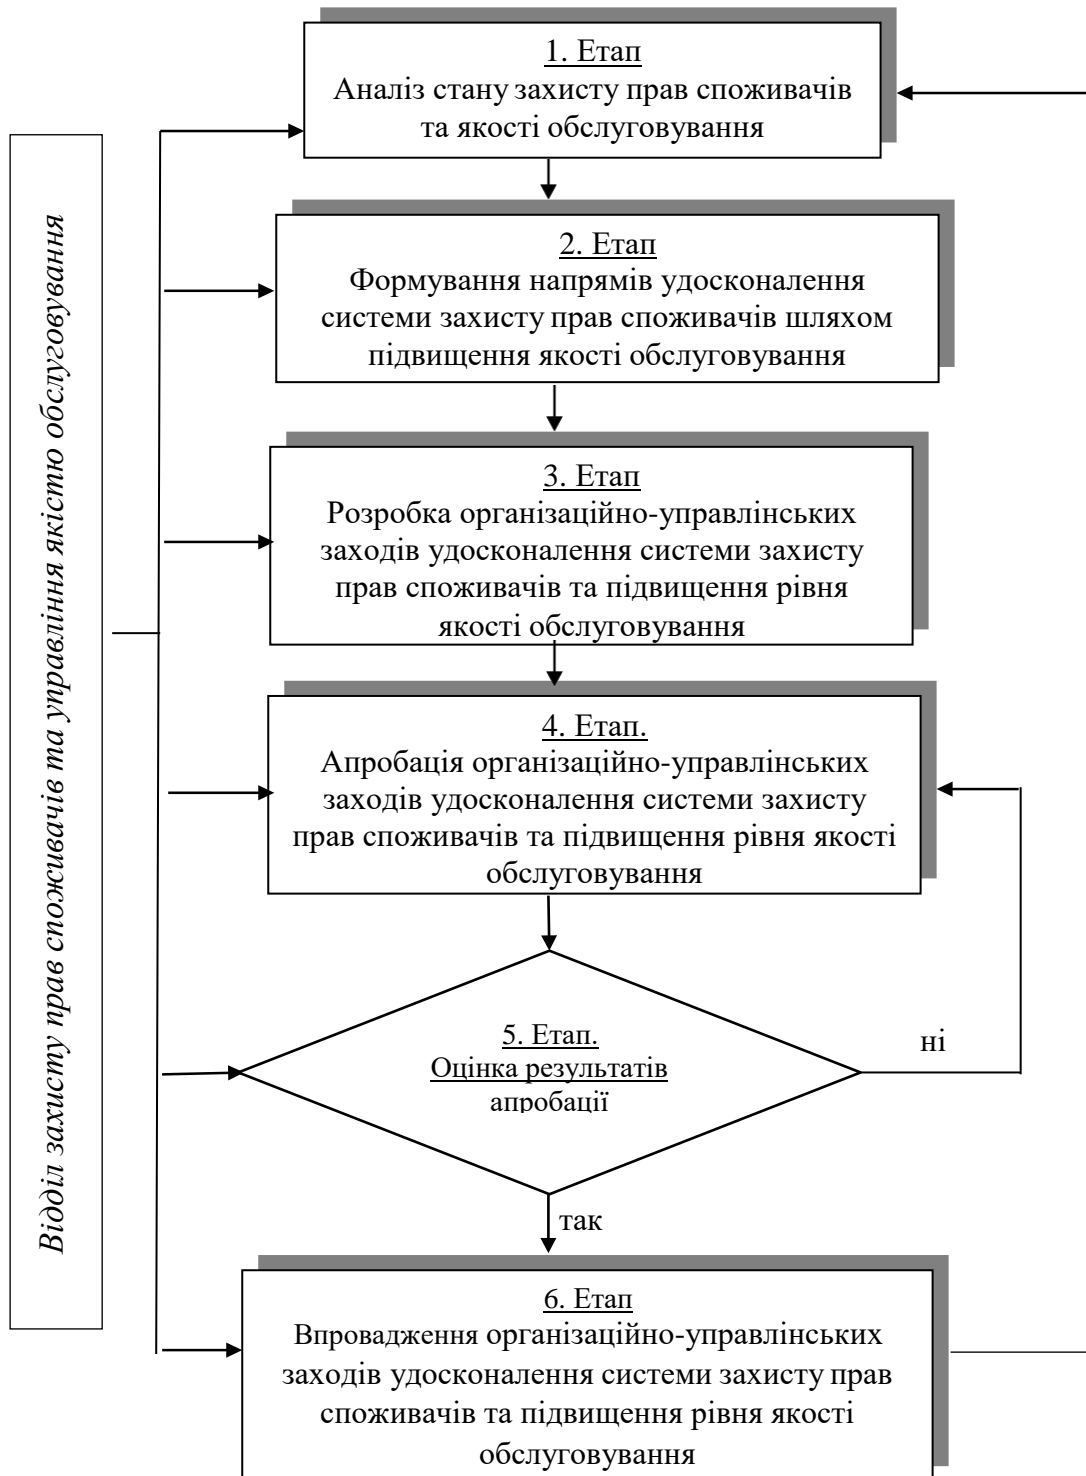 1. Етап
Аналіз стану захисту прав споживачів
та якості обслуговування
Відділ захисту прав споживачів та управління якістю обслуговування
2. Етап
Формування напрямів удосконалення
системи захисту прав споживачів шляхом
підвищення якості обслуговування
3. Етап
Розробка організаційно-управлінських
заходів удосконалення системи захисту
прав споживачів та підвищення рівня
якості обслуговування
4. Етап.
Апробація організаційно-управлінських
заходів удосконалення системи захисту
прав споживачів та підвищення рівня якості
обслуговування
5. Етап.
Оцінка результатів
апробації
ні
так
6. Етап
Впровадження організаційно-управлінських
заходів удосконалення системи захисту прав
споживачів та підвищення рівня якості
обслуговування